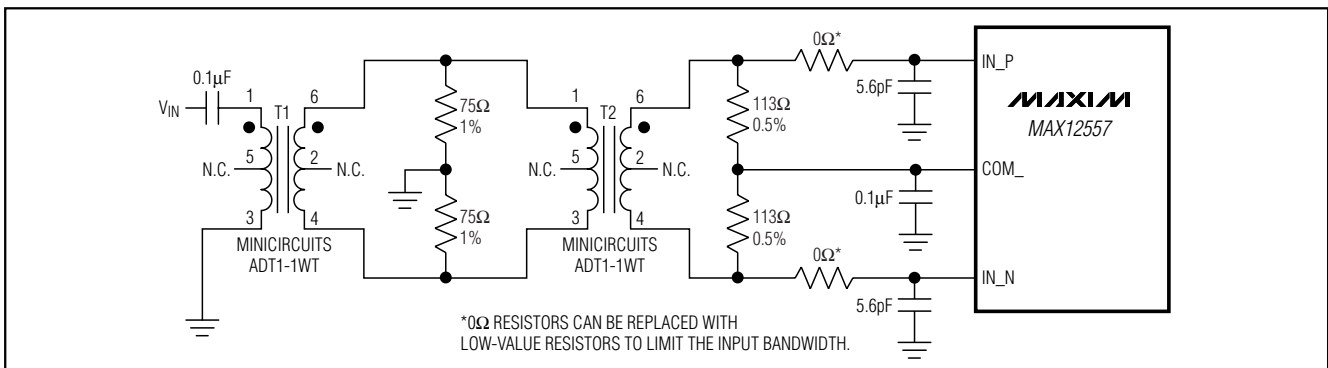 0.1μF
V_IN
1
T1
6
5
N.C.
2
N.C.
3
4
MINICIRCUITS
ADT1-1WT
75Ω
1%
75Ω
1%
1
T2
6
5
N.C.
2
N.C.
3
4
MINICIRCUITS
ADT1-1WT
0Ω*
113Ω
0.5%
113Ω
0.5%
0Ω*
5.6pF
0.1μF
5.6pF
IN_P
MAXIM
MAX12557
COM_
IN_N
*0Ω RESISTORS CAN BE REPLACED WITH
LOW-VALUE RESISTORS TO LIMIT THE INPUT BANDWIDTH.